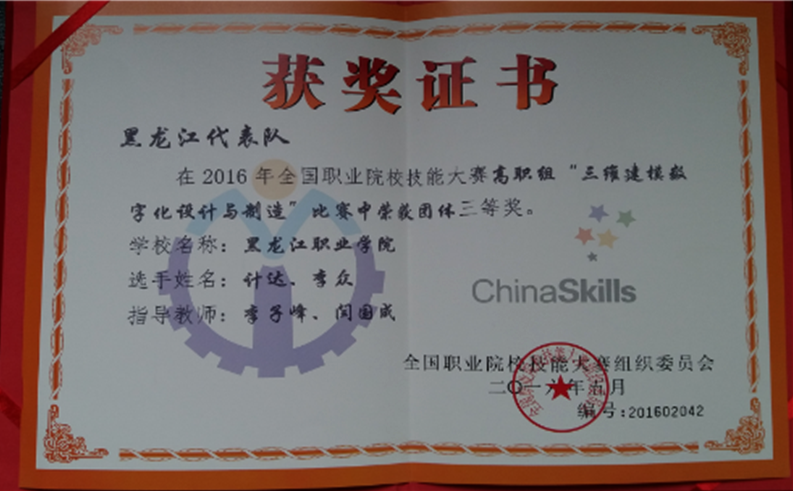 获奖证书
黑龙江代表队
在 2016 年全国职业院校技能大赛高职组“三维建模数
字化设计与制造”比赛中荣获团体三等奖。
学校名称：黑龙江职业学院
选手姓名：计达、李众
指导教师：李子峰、闫国成
ChinaSkills
全国职业院校技能大赛组织委员会
二〇一六年五月
编号:201602042